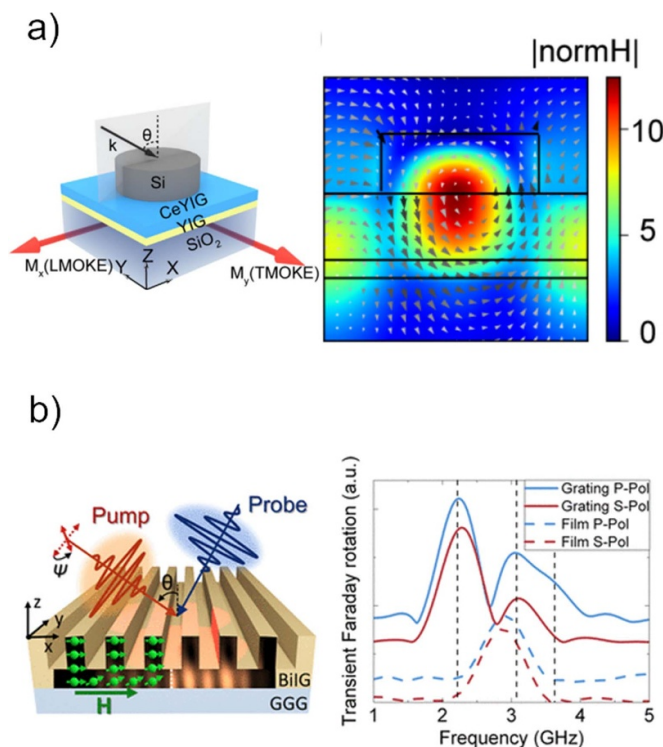 a)
|normH|
k
θ
Si
CeYIG
YIG
SiO₂
Mx(LMOKE)
Y
Z
X
My(TMOKE)
10
5
0
b)
Pump
Probe
ψ
θ
z
y
x
H
BiIG
GGG
Transient Faraday rotation (a.u.)
Grating P-Pol
Grating S-Pol
Film P-Pol
Film S-Pol
1 2 3 4 5
Frequency (GHz)